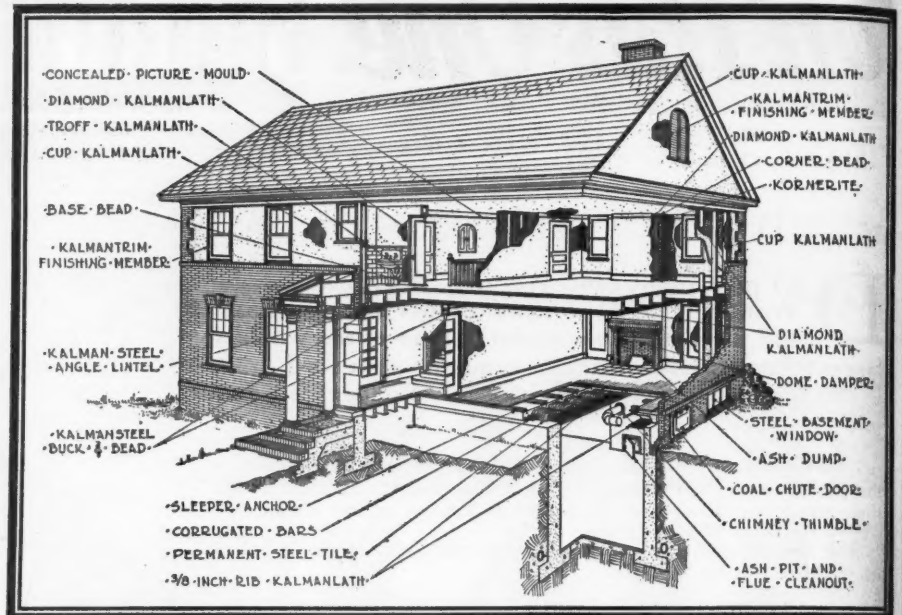 ·CONCEALED·PICTURE·MOULD·
·DIAMOND·KALMANLATH·
·TROFF·KALMANLATH·
·CUP·KALMANLATH·
·BASE·BEAD·
·KALMANTRIM·
FINISHING·MEMBER·
·KALMAN·STEEL·
·ANGLE·LINTEL·
·KALMANSTEEL
BUCK·&·BEAD·
·SLEEPER·ANCHOR·
·CORRUGATED·BARS·
·PERMANENT·STEEL·TILE·
·3/8·INCH·RIB·KALMANLATH·
·CUP·KALMANLATH
·KALMANTRIM·
·FINISHING·MEMBER
DIAMOND·KALMANLATH
·CORNER·BEAD·
·KORNERITE·
CUP KALMANLATH
·DIAMOND
KALMANLATH·
·DOME·DAMPER·
·STEEL·BASEMENT·
·WINDOW·
·ASH·DUMP·
·COAL·CHUTE·DOOR·
·CHIMNEY·THIMBLE·
·ASH·PIT·AND·
·FLUE·CLEANOUT·